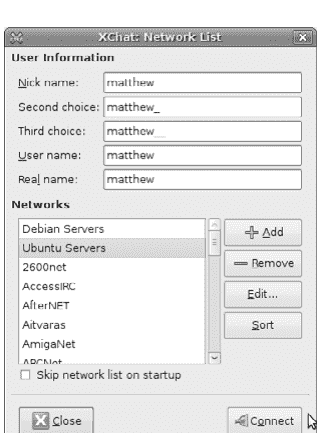 XChat: Network List
User Information
Nick name: matthew
Second choice: matthew_
Third choice: matthew__
User name: matthew
Real name: matthew
Networks
Debian Servers
Ubuntu Servers
2600net
AccessIRC
AfterNET
Aitvaras
AmigaNet
ARCNet
Add
Remove
Edit...
Sort
Skip network list on startup
Close
Connect